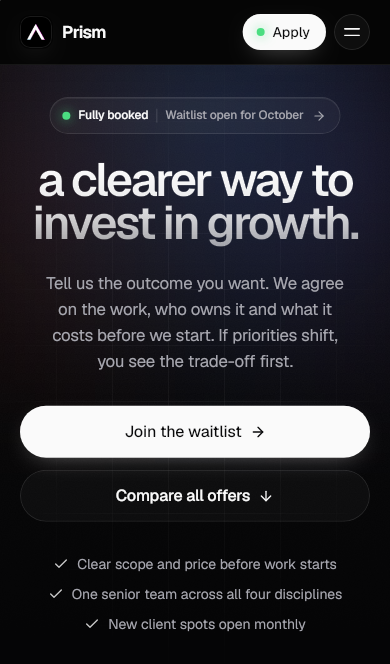 Prism
Apply
Fully booked | Waitlist open for October →
a clearer way to
invest in growth.
Tell us the outcome you want. We agree
on the work, who owns it and what it
costs before we start. If priorities shift,
you see the trade-off first.
Join the waitlist →
Compare all offers ↓
✓ Clear scope and price before work starts
✓ One senior team across all four disciplines
✓ New client spots open monthly